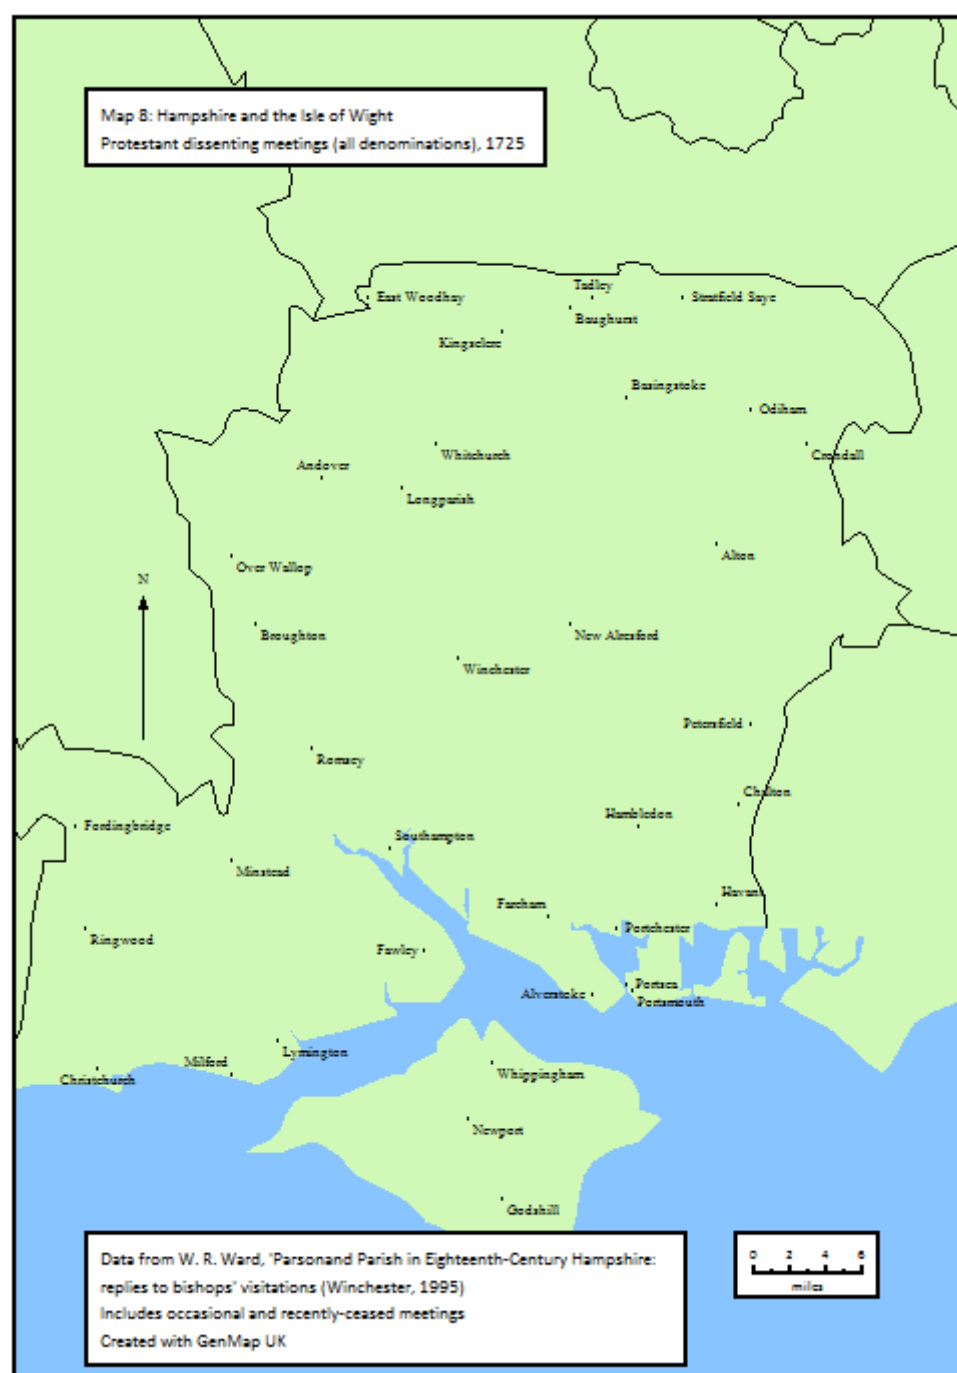 Map 8: Hampshire and the Isle of Wight
Protestant dissenting meetings (all denominations), 1725
East Woodhay
Tadley
Stratfield Saye
Baughurst
Kingsclere
Basingstoke
Odiham
Whitchurch
Crondall
Andover
Longparish
Alton
Over Wallop
N
Broughton
New Alresford
Winchester
Petersfield
Romsey
Chalton
Hambledon
Fordingbridge
Southampton
Minstead
Havant
Fareham
Portchester
Ringwood
Fawley
Portsea
Alverstoke
Portsmouth
Lymington
Milford
Christchurch
Whippingham
Newport
Godshill
Data from W. R. Ward, 'Parsonand Parish in Eighteenth-Century Hampshire:
replies to bishops' visitations (Winchester, 1995)
Includes occasional and recently-ceased meetings
Created with GenMap UK
0 2 4 6
miles